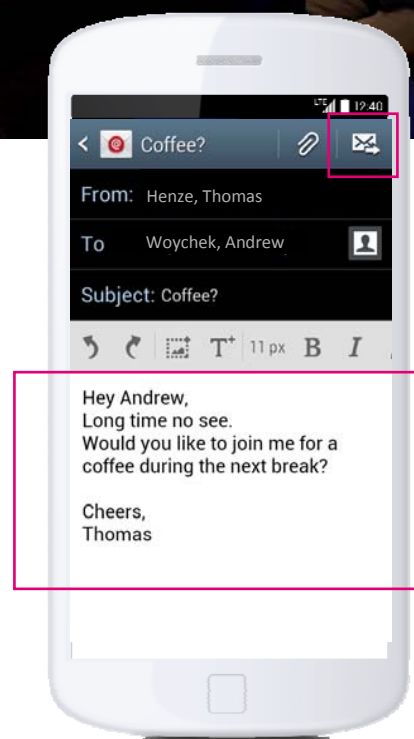 LTE 12:40
< @ Coffee?
From: Henze, Thomas
To Woychek, Andrew
Subject: Coffee?
T+ 11 px B I
Hey Andrew,
Long time no see.
Would you like to join me for a
coffee during the next break?
Cheers,
Thomas